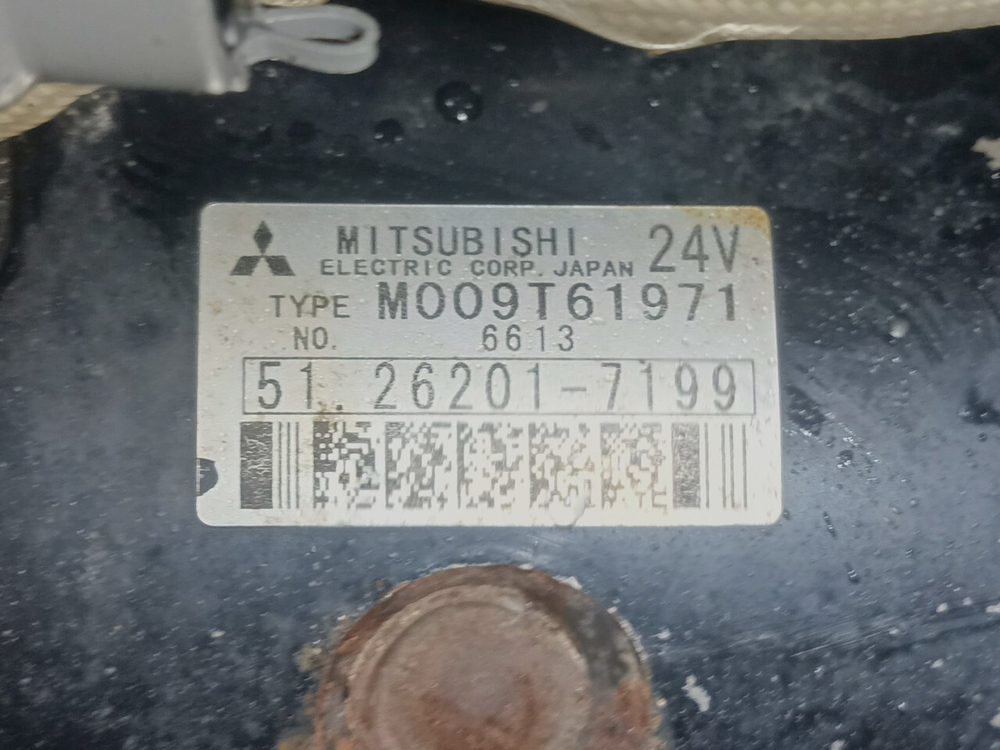 MITSUBISHI 24V
ELECTRIC CORP. JAPAN
TYPE M009T61971
NO. 6613
51.26201-7199